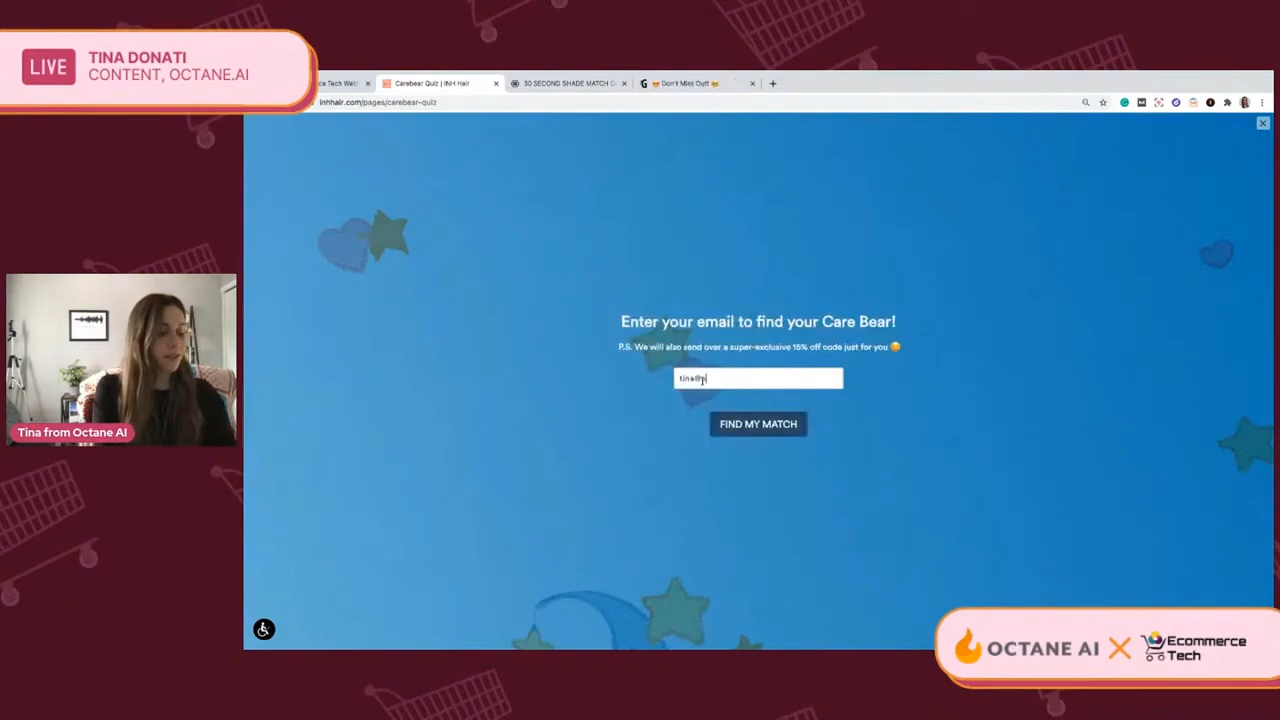 LIVE
TINA DONATI
CONTENT, OCTANE.AI
Carebear Quiz | INH Hair
30 SECOND SHADE MATCH
Don't Miss Out!
inhhair.com/pages/carebear-quiz
Enter your email to find your Care Bear!
P.S. We will also send over a super-exclusive 15% off code just for you 😊
FIND MY MATCH
Tina from Octane AI
OCTANE AI X Ecommerce
Tech